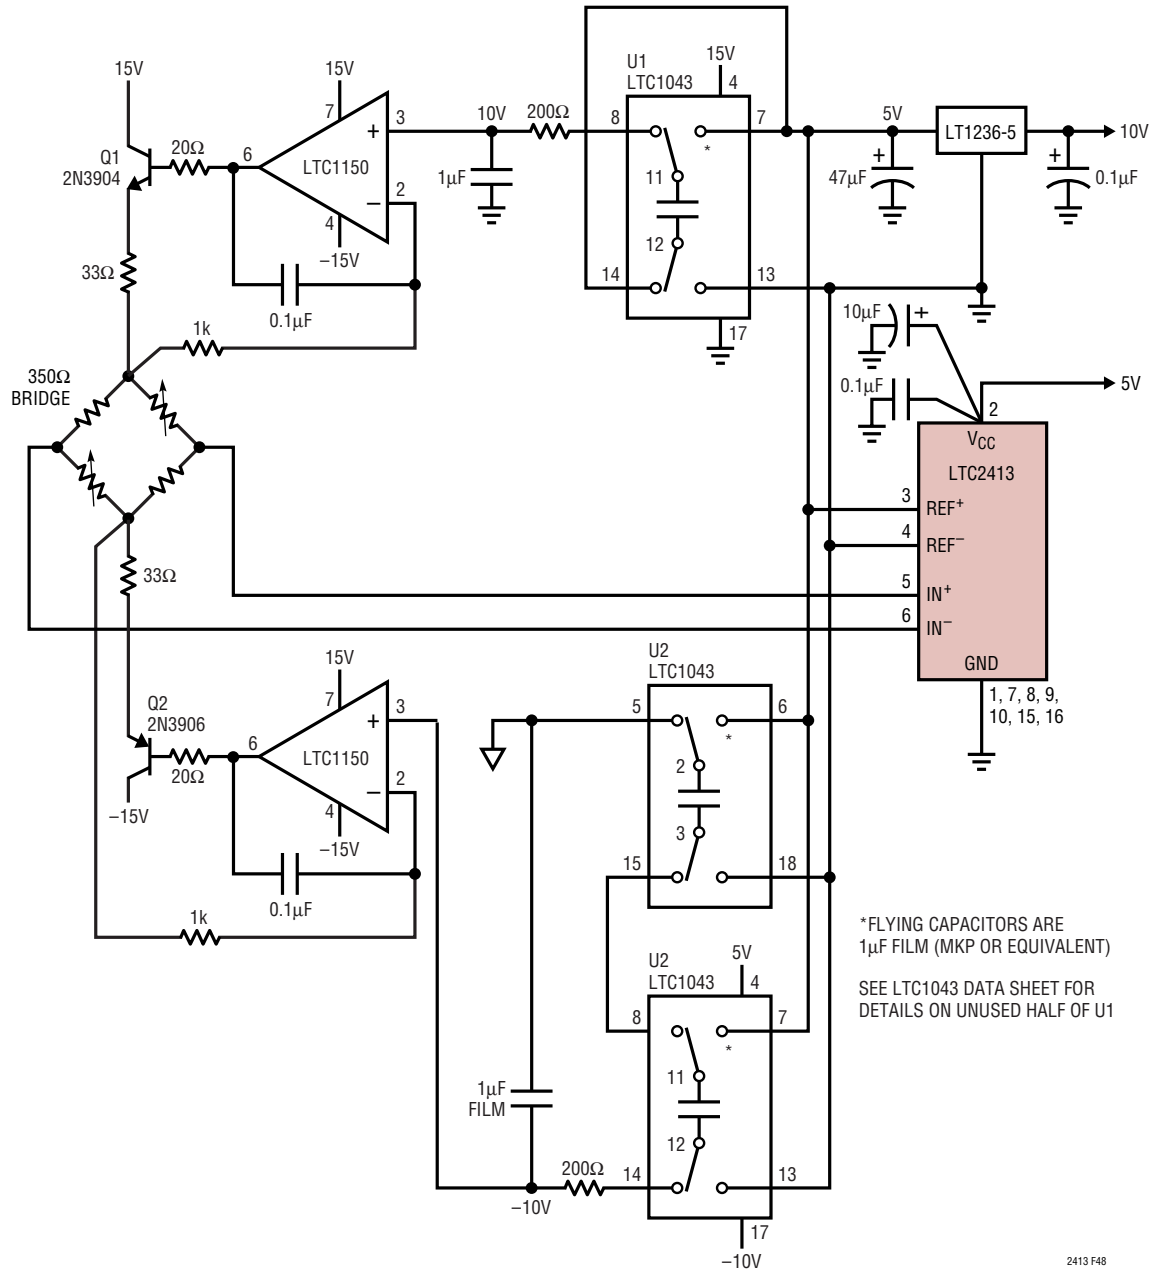 15V
Q1
2N3904
20Ω
6
15V
7
LTC1150
+
3
−
2
4
−15V
0.1µF
33Ω
1k
10V
1µF
200Ω
U1
LTC1043
15V
4
8
7
*
11
12
14
13
17
5V
47µF
+
LT1236-5
10V
+
0.1µF
10µF
+
0.1µF
5V
2
VCC
LTC2413
3
REF+
4
REF−
5
IN+
6
IN−
GND
1, 7, 8, 9,
10, 15, 16
350Ω
BRIDGE
33Ω
Q2
2N3906
20Ω
−15V
6
15V
7
LTC1150
+
3
−
2
4
−15V
0.1µF
1k
U2
LTC1043
5
6
*
2
3
15
18
U2
LTC1043
5V
4
8
7
*
11
12
14
13
17
−10V
1µF
FILM
200Ω
−10V
*FLYING CAPACITORS ARE
1µF FILM (MKP OR EQUIVALENT)
SEE LTC1043 DATA SHEET FOR
DETAILS ON UNUSED HALF OF U1
2413 F48